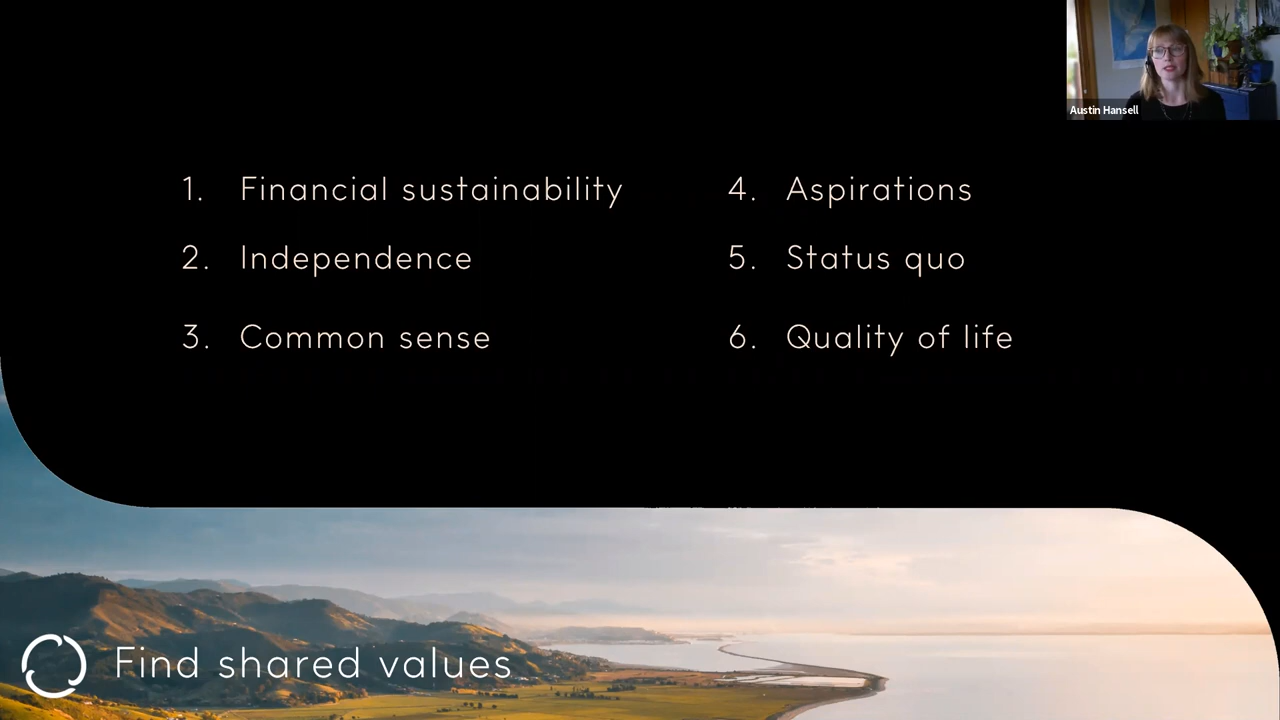 Austin Hansell
1. Financial sustainability
2. Independence
3. Common sense
4. Aspirations
5. Status quo
6. Quality of life
Find shared values